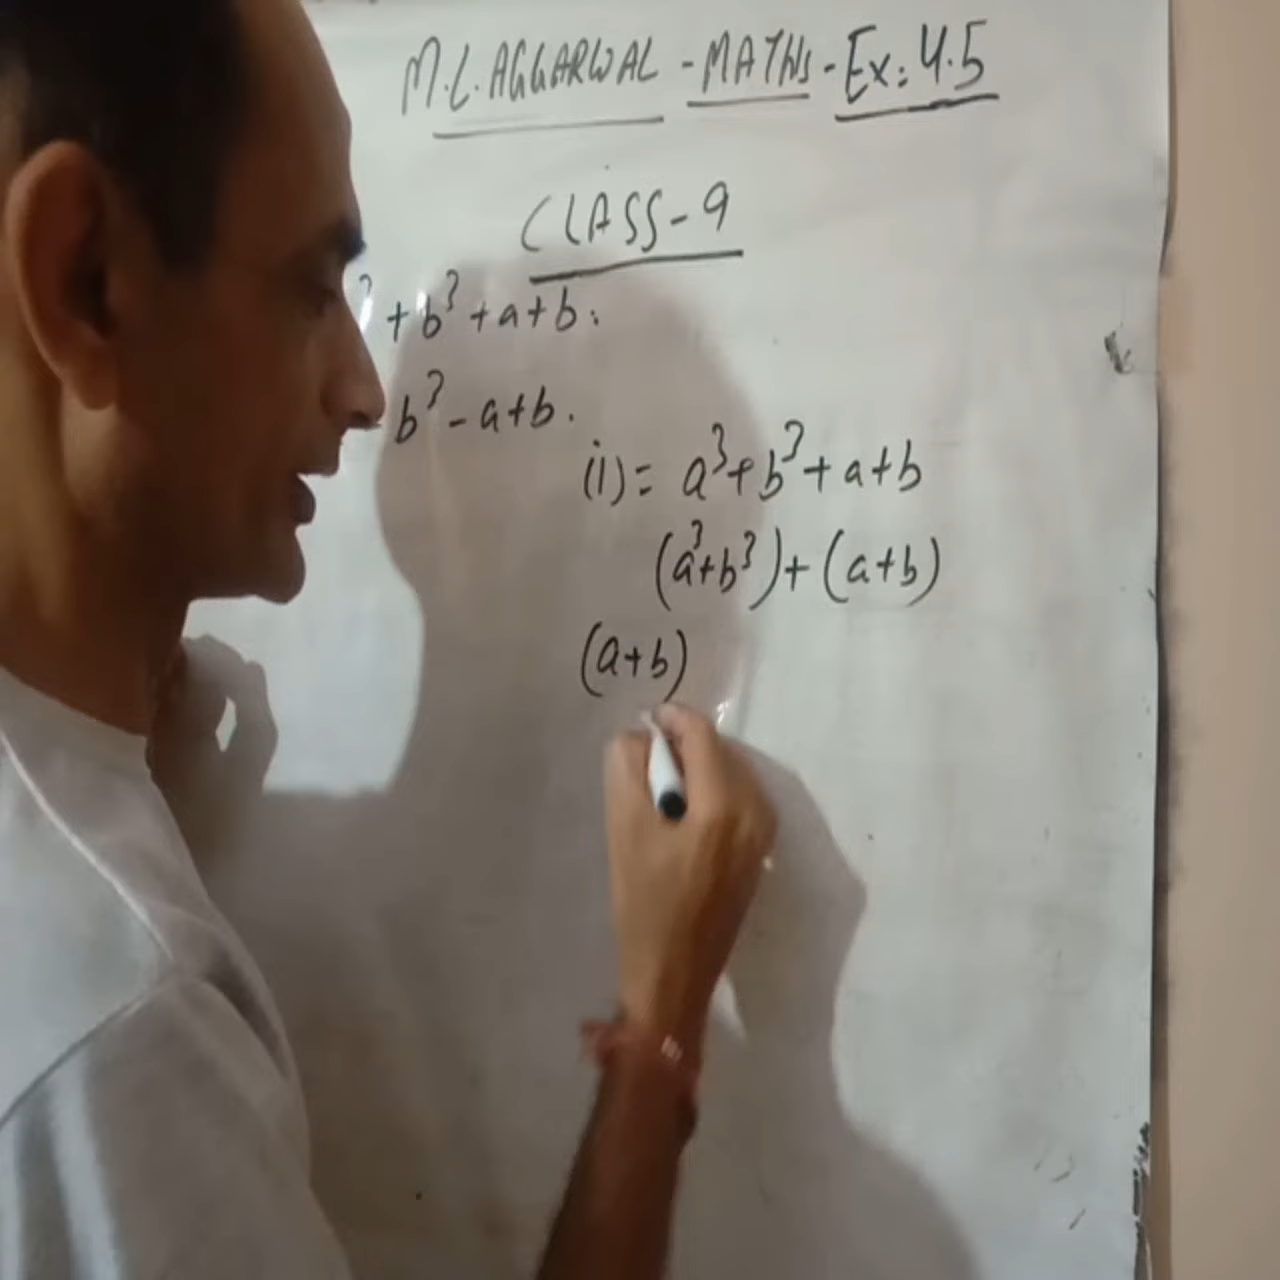 M.L. AGGARWAL - MATHS - Ex: 4.5
CLASS - 9
+ b³ + a + b.
b³ - a + b.
(i) = a³ + b³ + a + b
(a³ + b³) + (a + b)
(a + b)